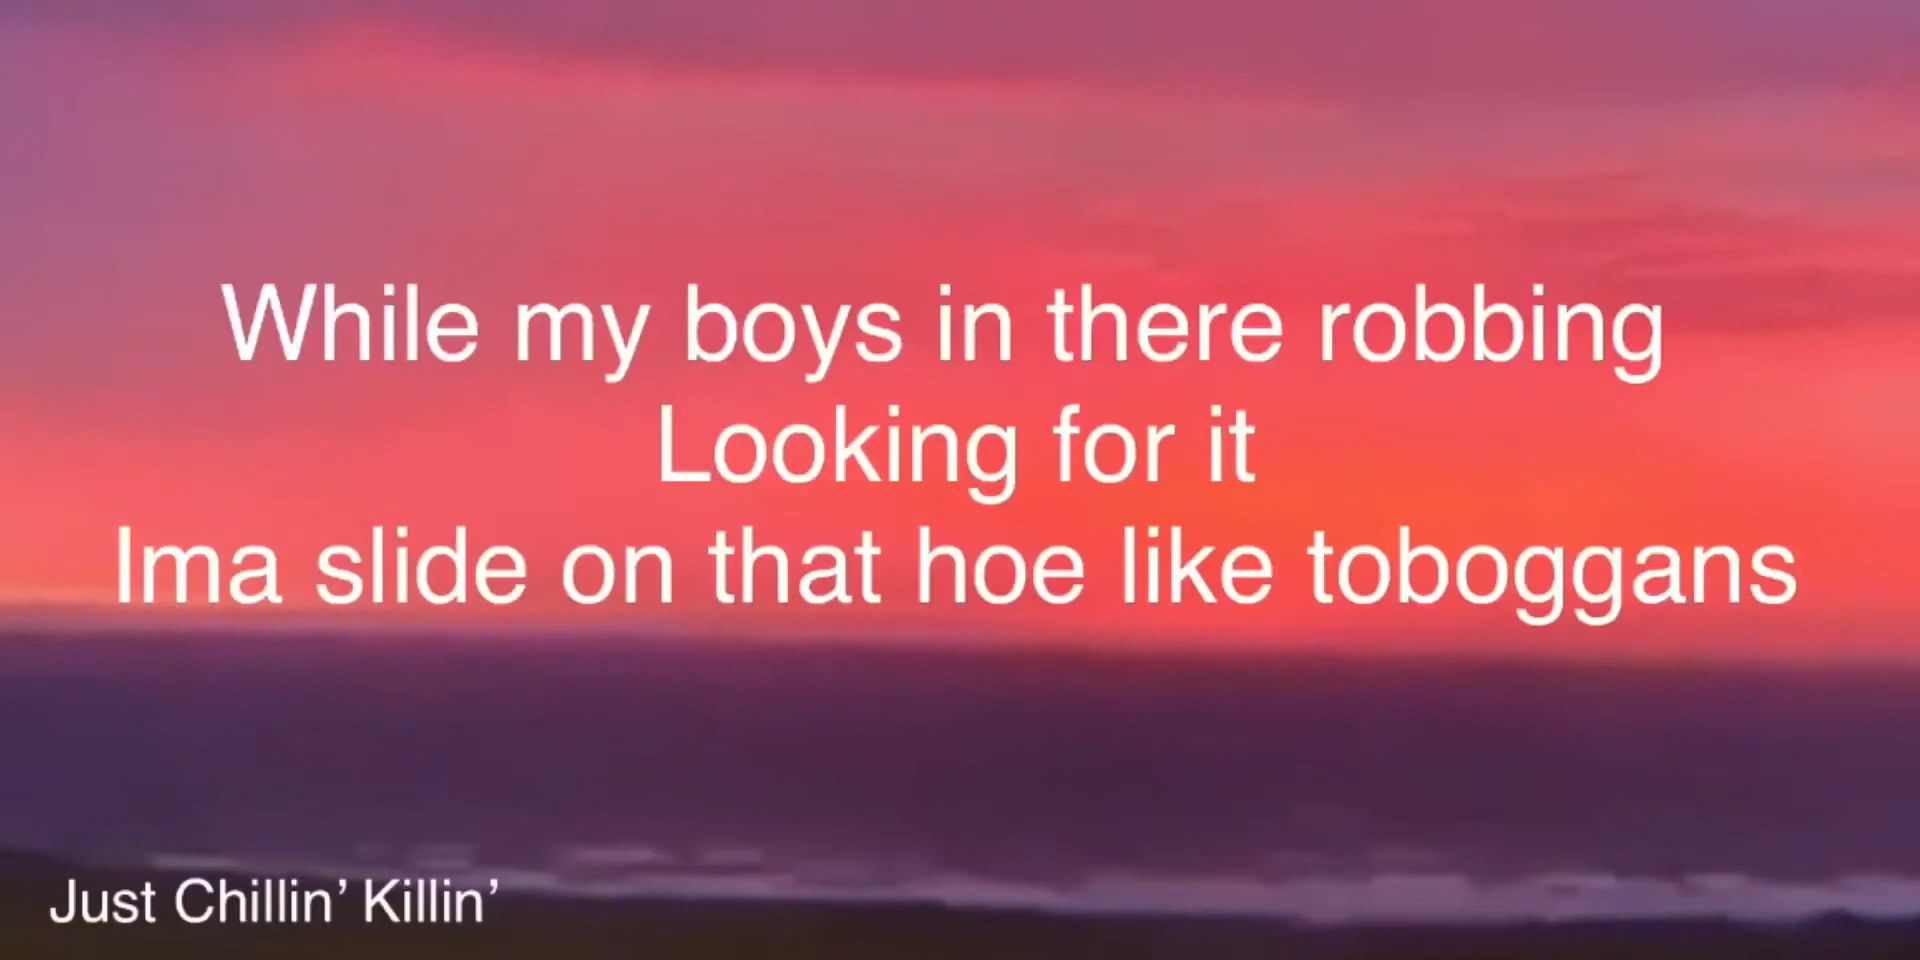 While my boys in there robbing
Looking for it
Ima slide on that hoe like toboggans
Just Chillin’ Killin’